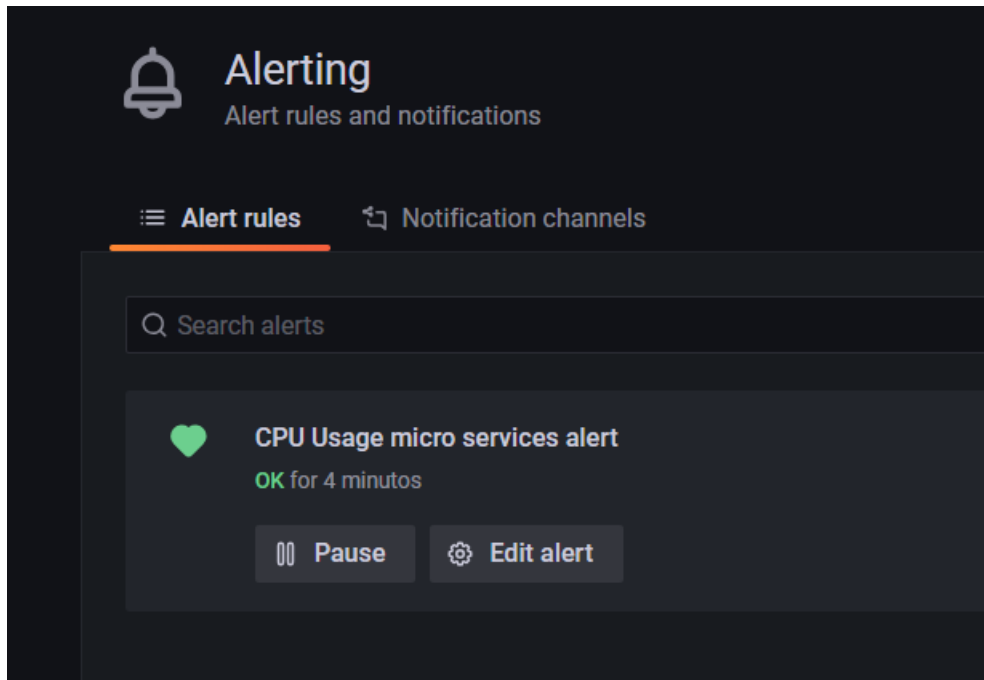 Alerting
Alert rules and notifications
Alert rules
Notification channels
Search alerts
CPU Usage micro services alert
OK for 4 minutos
Pause
Edit alert